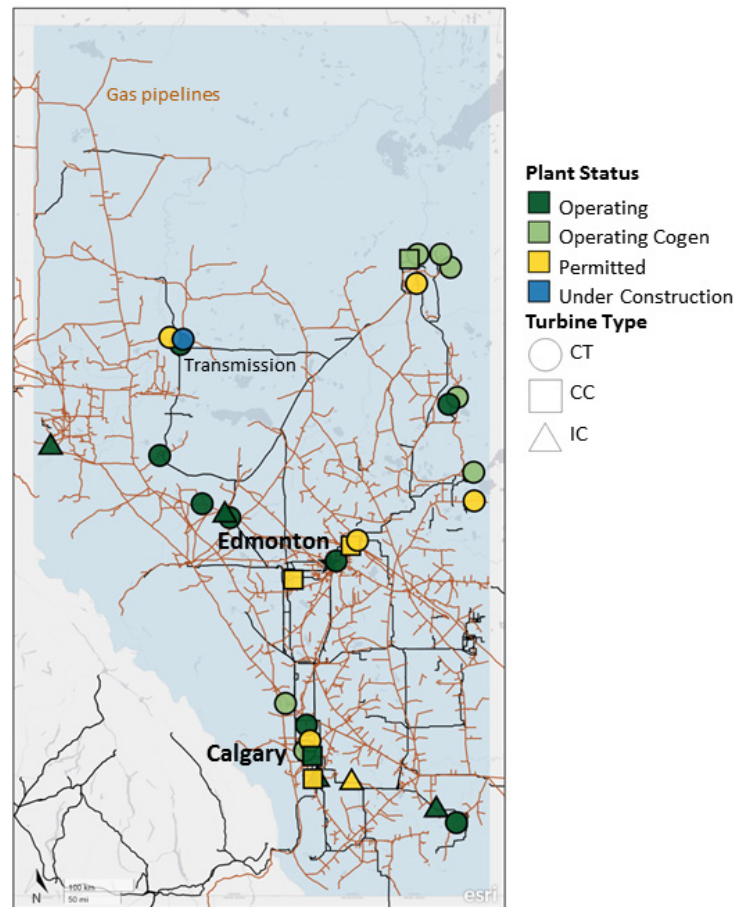 Gas pipelines
Transmission
Edmonton
Calgary
N
100 km
50 mi
esri
Plant Status
Operating
Operating Cogen
Permitted
Under Construction
Turbine Type
CT
CC
IC